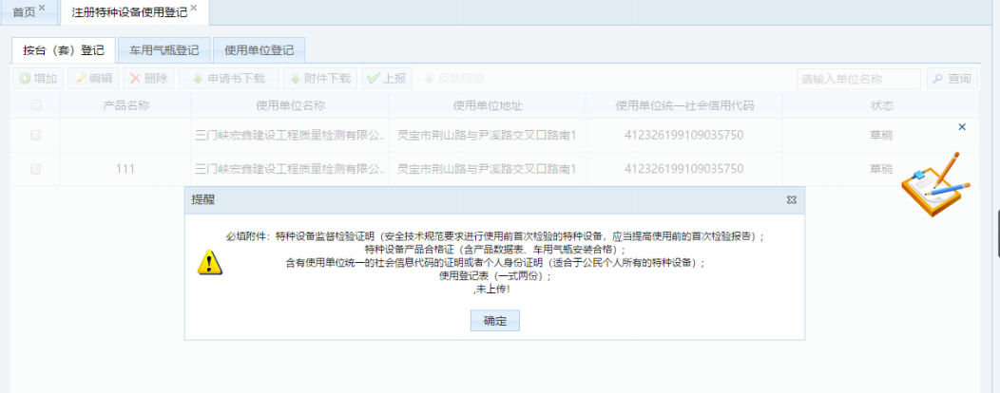 首页
注册特种设备使用登记
按台（套）登记 车用气瓶登记 使用单位登记
增加 编辑 删除 申请书下载 附件下载 上报 反馈信息 请输入单位名称 查询
产品名称 使用单位名称 使用单位地址 使用单位统一社会信用代码 状态
三门峡宏鑫建设工程质量检测有限公.. 灵宝市荆山路与尹溪路交叉口路南1 412326199109035750 草稿
111 三门峡宏鑫建设工程质量检测有限公.. 灵宝市荆山路与尹溪路交叉口路南1 412326199109035750 草稿
提醒
必填附件：特种设备监督检验证明（安全技术规范要求进行使用前首次检验的特种设备，应当提高使用前的首次检验报告）；
特种设备产品合格证（含产品数据表、车用气瓶安装合格）；
含有使用单位统一的社会信息代码的证明或者个人身份证明（适合于公民个人所有的特种设备）；
使用登记表（一式两份）；
,未上传！
确定